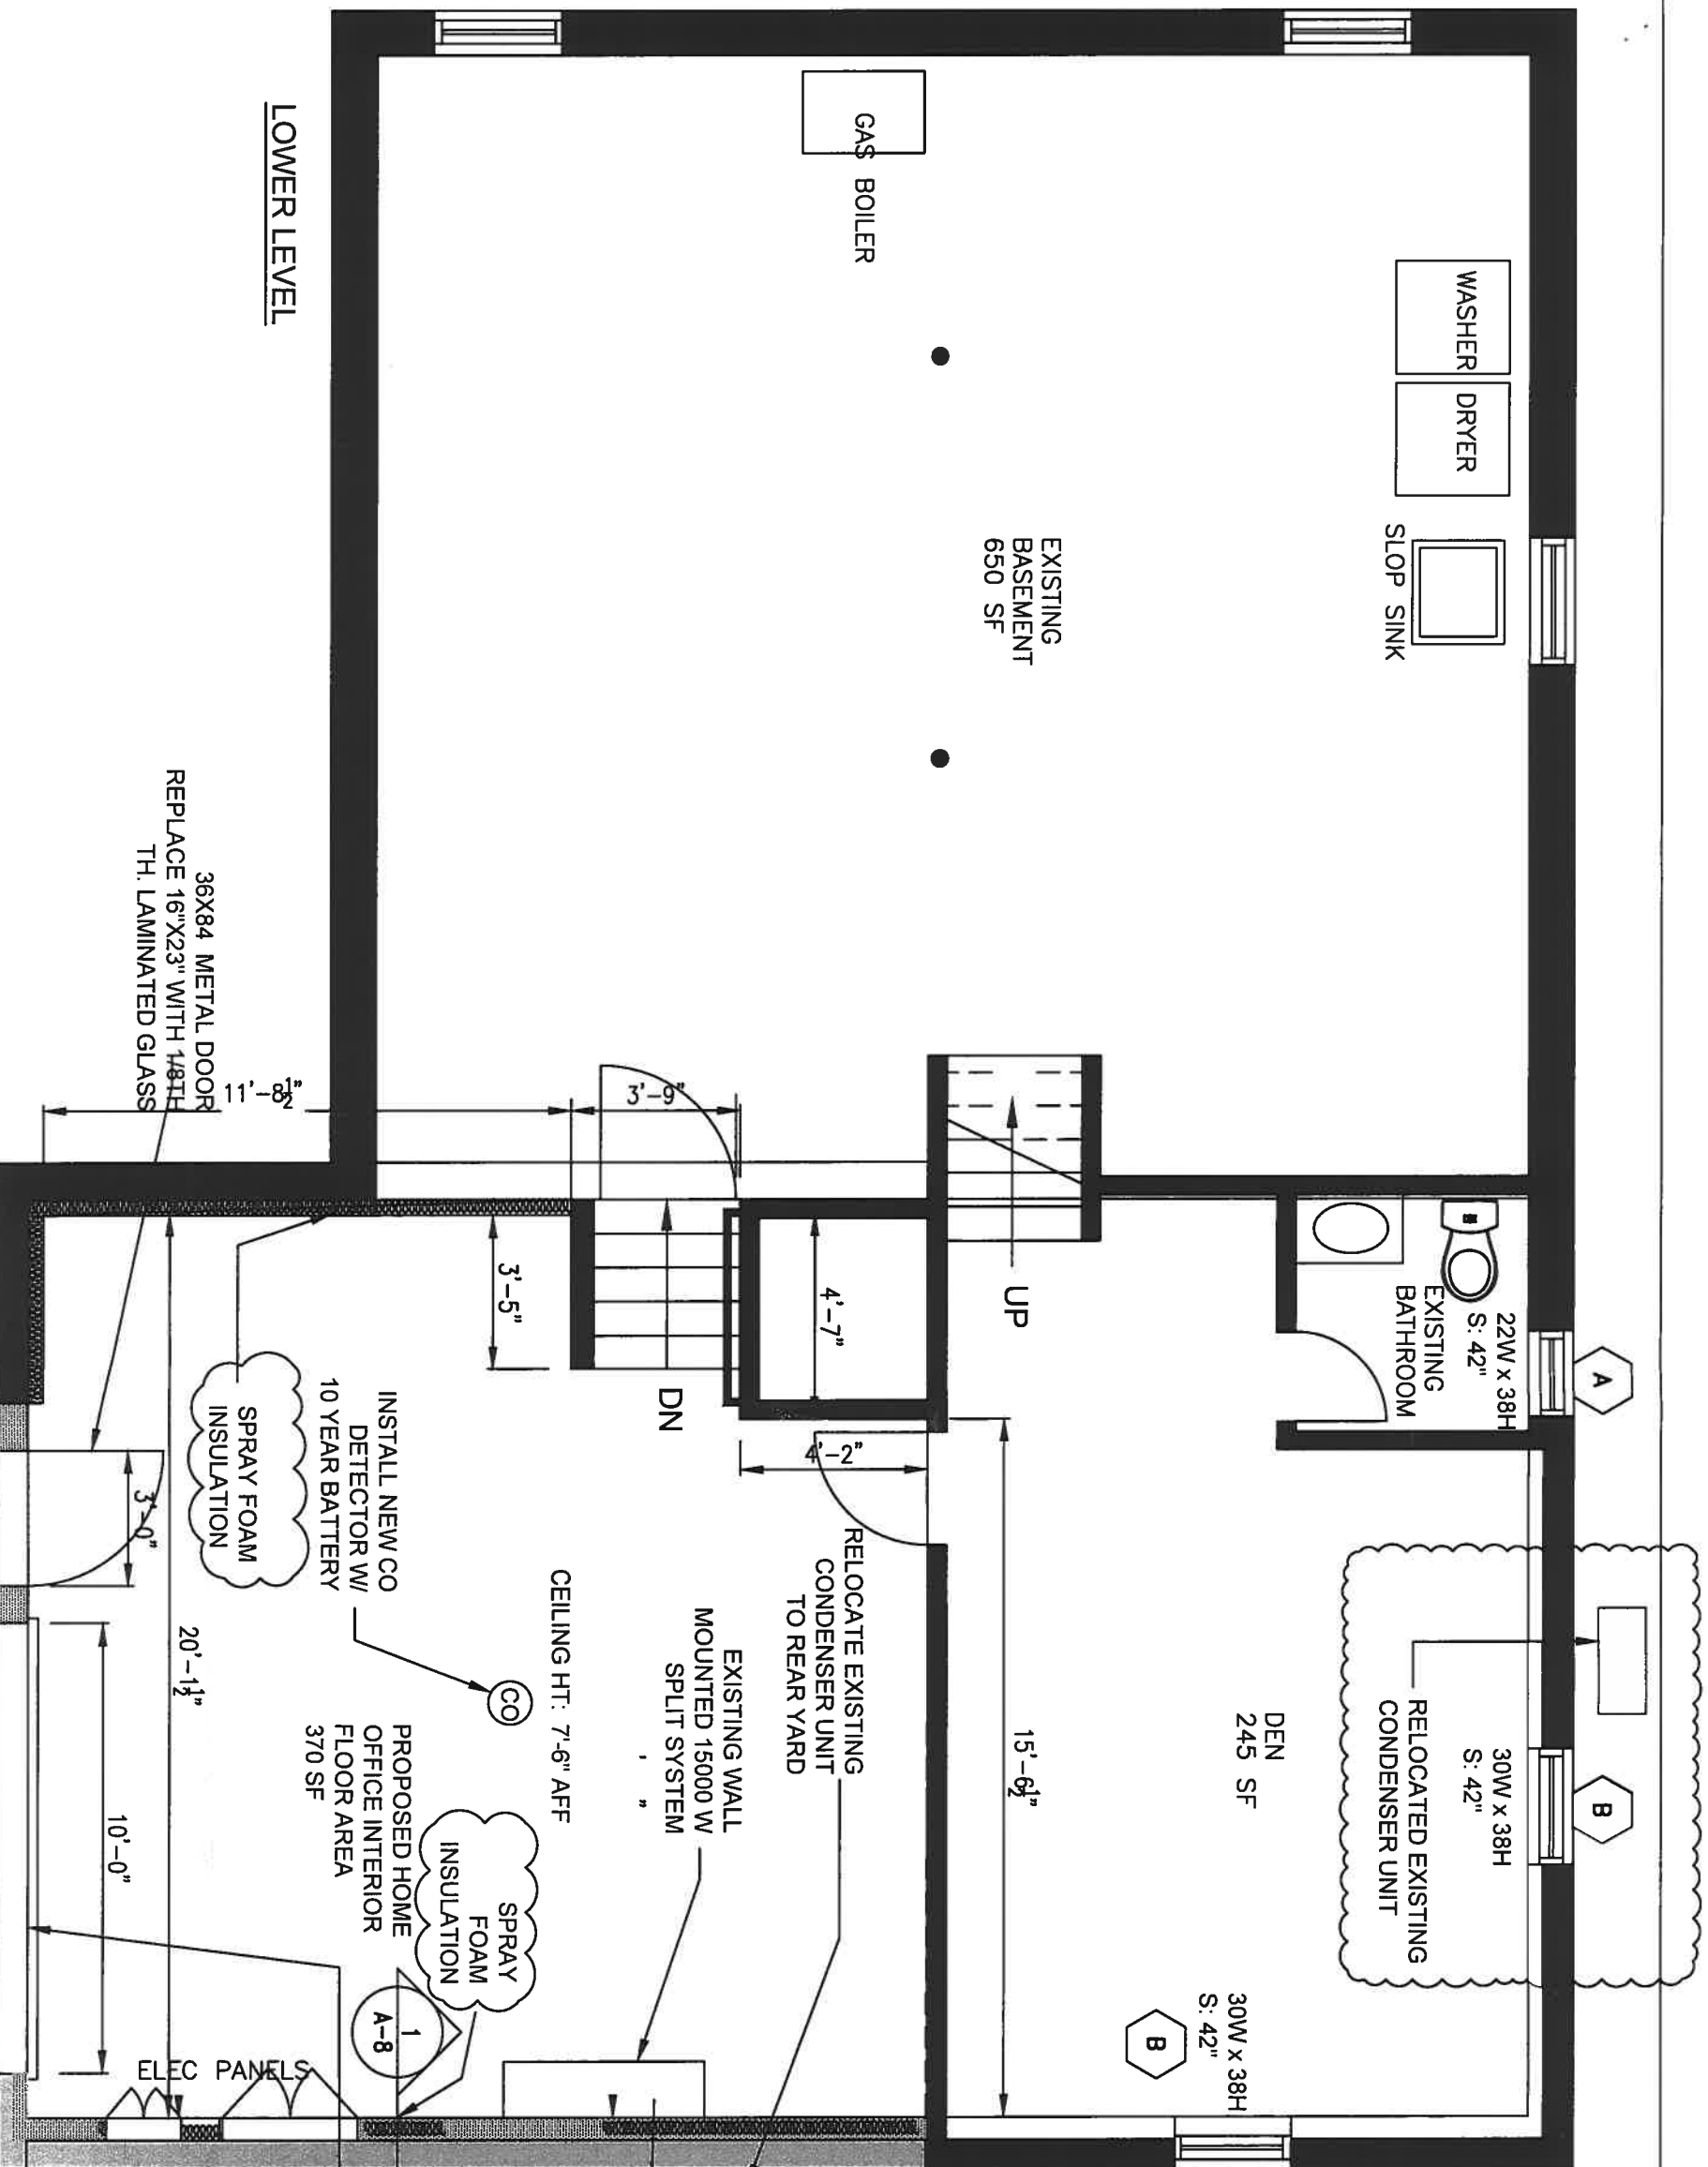 LOWER LEVEL
GAS BOILER
WASHER
DRYER
SLOP SINK
EXISTING
BASEMENT
650 SF
36X84 METAL DOOR
REPLACE 16"X23" WITH 1/8TH
TH. LAMINATED GLASS
11'-8½"
3'-9"
UP
DN
3'-5"
4'-7"
4'-2"
22W x 38H
S: 42"
EXISTING
BATHROOM
A
B
30W x 38H
S: 42"
RELOCATED EXISTING
CONDENSER UNIT
DEN
245 SF
15'-6½"
30W x 38H
S: 42"
B
RELOCATE EXISTING
CONDENSER UNIT
TO REAR YARD
EXISTING WALL
MOUNTED 15000 W
SPLIT SYSTEM
' "
CEILING HT: 7'-6" AFF
INSTALL NEW CO
DETECTOR W/
10 YEAR BATTERY
CO
SPRAY FOAM
INSULATION
PROPOSED HOME
OFFICE INTERIOR
FLOOR AREA
370 SF
SPRAY
FOAM
INSULATION
1
A-8
20'-1½"
3'-0"
10'-0"
ELEC PANELS